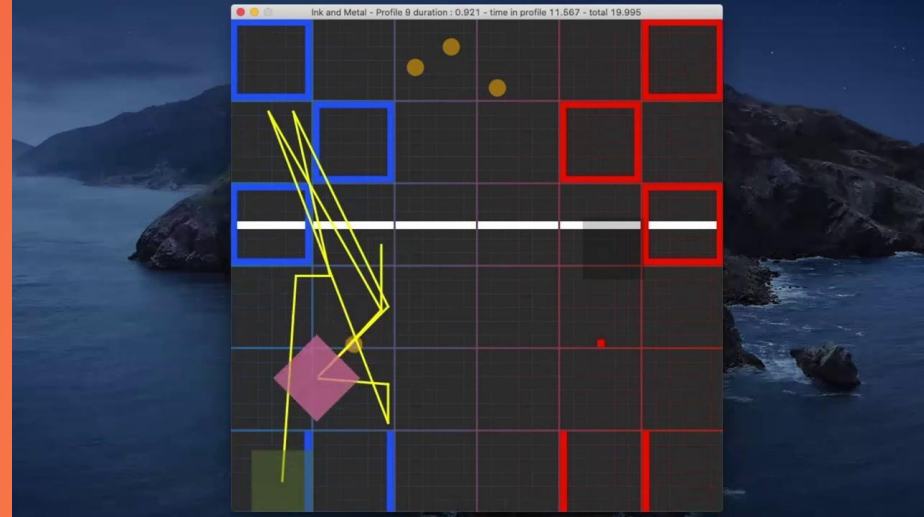 Ink and Metal - Profile 9 duration : 0.921 - time in profile 11.567 - total 19.995